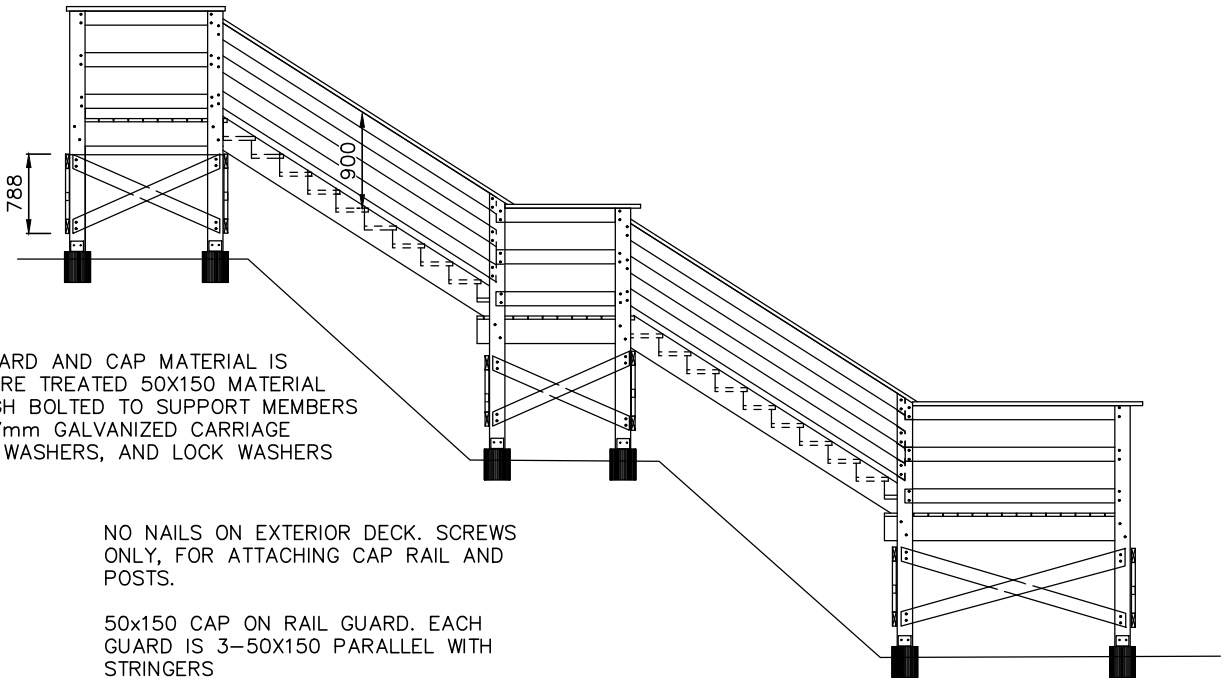 900
788
ARD AND CAP MATERIAL IS
RE TREATED 50X150 MATERIAL
GH BOLTED TO SUPPORT MEMBERS
7mm GALVANIZED CARRIAGE
WASHERS, AND LOCK WASHERS
NO NAILS ON EXTERIOR DECK. SCREWS
ONLY, FOR ATTACHING CAP RAIL AND
POSTS.
50x150 CAP ON RAIL GUARD. EACH
GUARD IS 3-50X150 PARALLEL WITH
STRINGERS